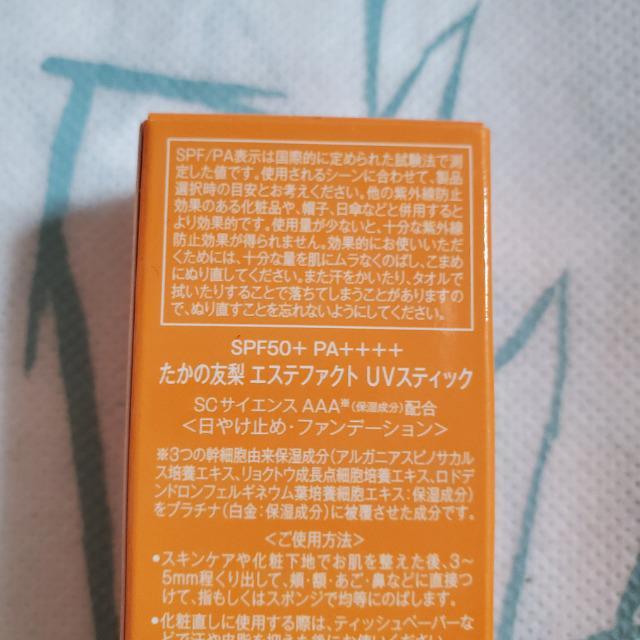 SPF/PA表示は国際的に定められた試験法で測
定した値です。使用されるシーンに合わせて、製品
選択時の目安とお考えください。他の紫外線防止
効果のある化粧品や、帽子、日傘などと併用すると
より効果的です。使用量が少ないと、十分な紫外線
防止効果が得られません。効果的にお使いいただ
くためには、十分な量を肌にムラなくのばし、こまめ
にぬり直してください。また汗をかいたり、タオルで
拭いたりすることで落ちてしまうことがありますの
で、ぬり直すことを忘れないようにしてください。
SPF50+ PA++++
たかの友梨 エステファクト UVスティック
SCサイエンス AAA※(保湿成分)配合
<日やけ止め・ファンデーション>
※3つの幹細胞由来保湿成分(アルガニアスピノサカル
ス培養エキス、リョクトウ成長点細胞培養エキス、ロドデ
ンドロンフェルギネウム葉培養細胞エキス:保湿成分)
をプラチナ(白金:保湿成分)に被覆させた成分です。
<ご使用方法>
•スキンケアや化粧下地でお肌を整えた後、3~
5mm程くり出して、頬・額・あご・鼻などに直接つ
けて、指もしくはスポンジで均等にのばします。
•化粧直しに使用する際は、ティッシュペーパーな
どで汗や皮脂を抑えた後にお使いください